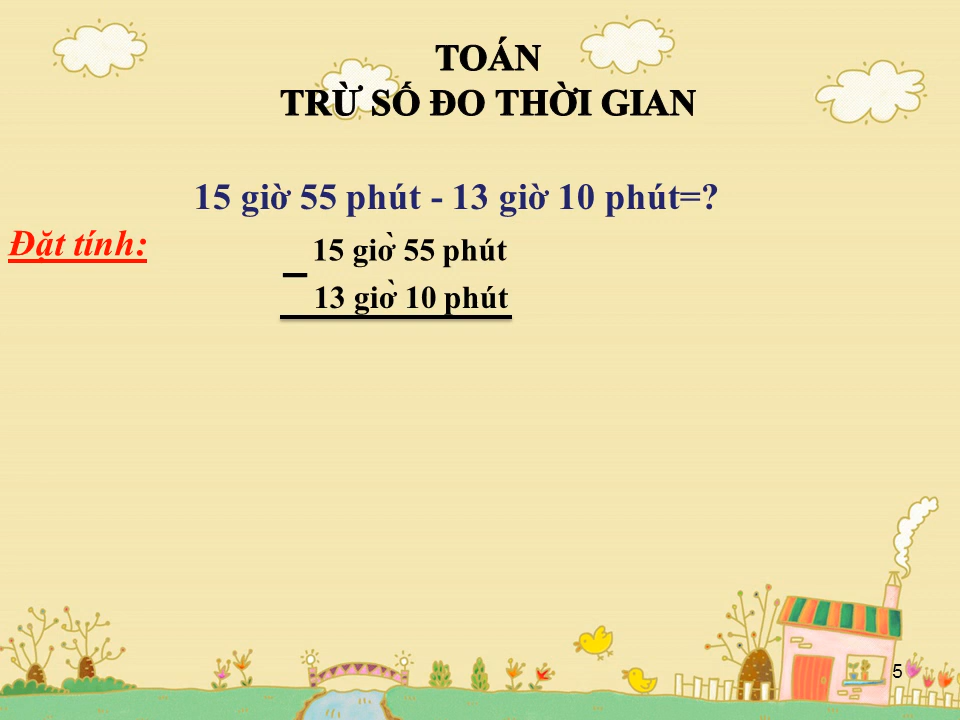 TOÁN
TRỪ SỐ ĐO THỜI GIAN
15 giờ 55 phút - 13 giờ 10 phút=?
Đặt tính:
15 giờ 55 phút
–
13 giờ 10 phút
5